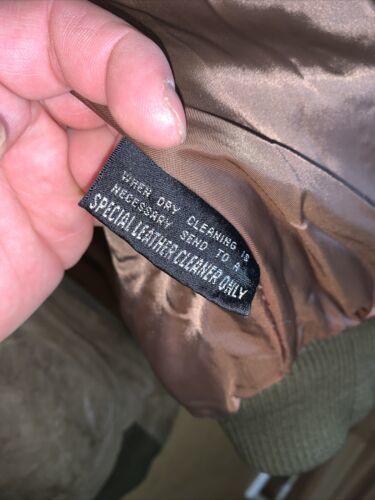 WHEN DRY CLEANING IS
NECESSARY SEND TO A
SPECIAL LEATHER CLEANER ONLY